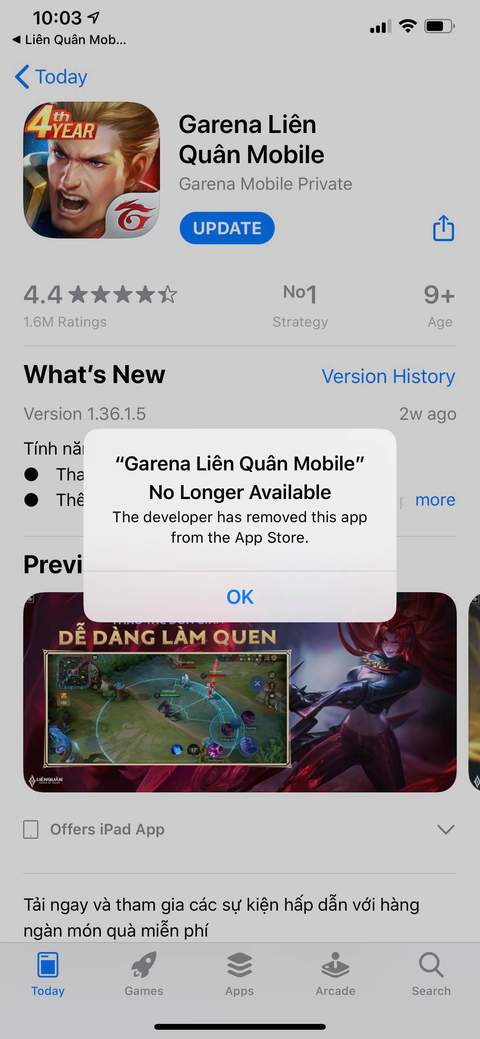 10:03
Liên Quân Mob...
Today
4th
YEAR
Garena Liên
Quân Mobile
Garena Mobile Private
UPDATE
4.4
No1
9+
1.6M Ratings
Strategy
Age
What’s New
Version History
Version 1.36.1.5
2w ago
Tính
“Garena Liên Quân Mobile”
No Longer Available
The developer has removed this app
from the App Store.
more
Previ
OK
DỄ DÀNG LÀM QUEN
LIÊNQUÂN
Offers iPad App
Tải ngay và tham gia các sự kiện hấp dẫn với hàng
ngàn món quà miễn phí
Today
Games
Apps
Arcade
Search